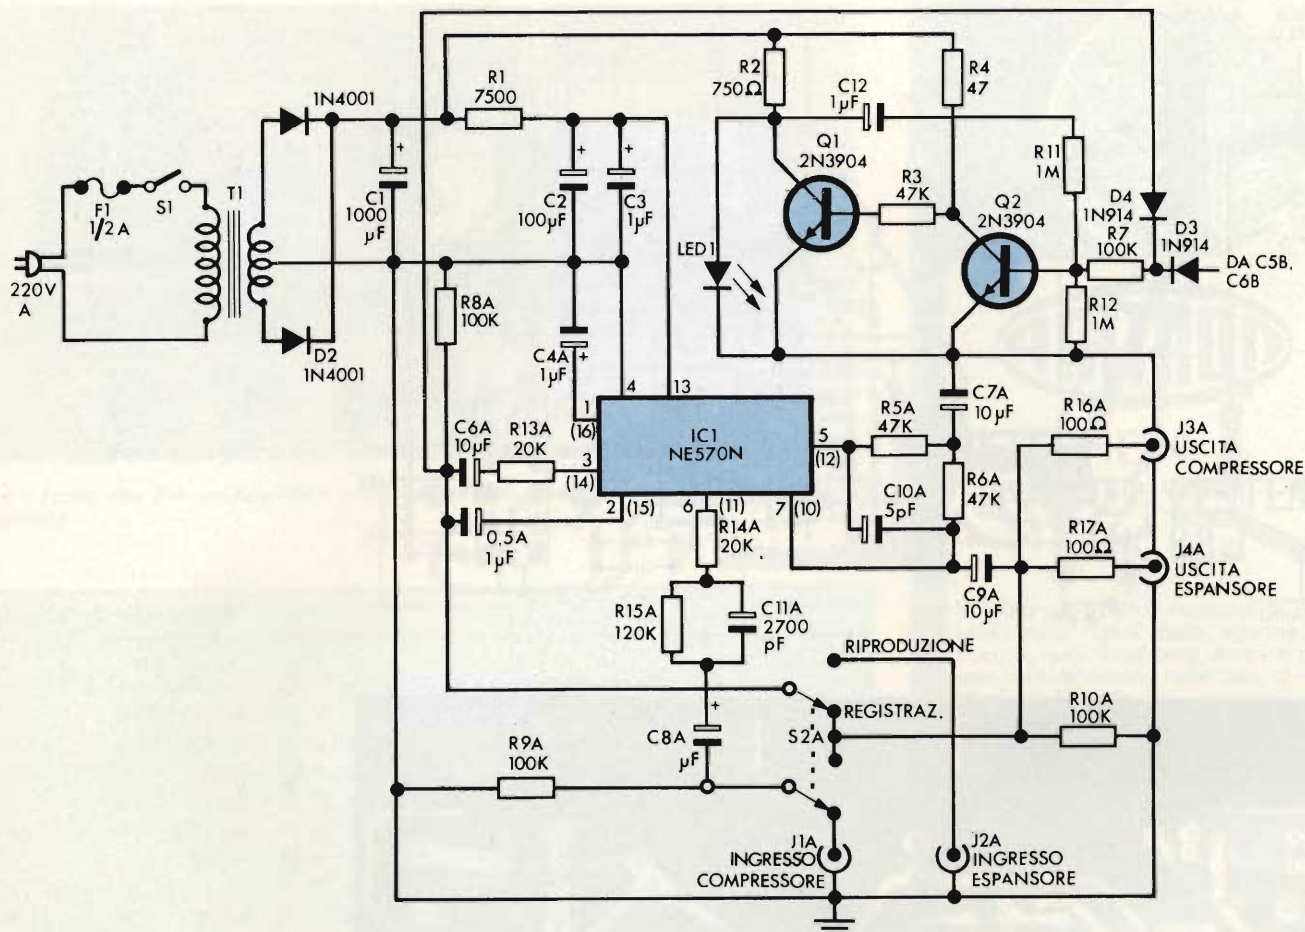 1N4001
R1
7500
R2
750Ω
C12
1µF
R4
47
Q1
2N3904
R3
47K
R11
1M
Q2
2N3904
D4
1N914
D3
1N914
R7
100K
DA C5B,
C6B
F1
1/2A
S1
T1
C1
1000
µF
+
C2
100µF
+
C3
1µF
+
LED1
R12
1M
220V
A
R8A
100K
D2
1N4001
C4A
1µF
+
4
13
1
(16)
IC1
NE570N
5
(12)
R5A
47K
C7A
10µF
R16A
100Ω
J3A
USCITA
COMPRESSORE
C6A
10µF
R13A
20K
3
(14)
2 (15)
6 (11)
7 (10)
R6A
47K
C10A
5pF
0,5A
1µF
R14A
20K
R17A
100Ω
J4A
USCITA
ESPANSORE
C9A
10µF
R15A
120K
C11A
2700
pF
RIPRODUZIONE
+
REGISTRAZ.
C8A
µF
S2A
R10A
100K
R9A
100K
J1A
INGRESSO
COMPRESSORE
J2A
INGRESSO
ESPANSORE